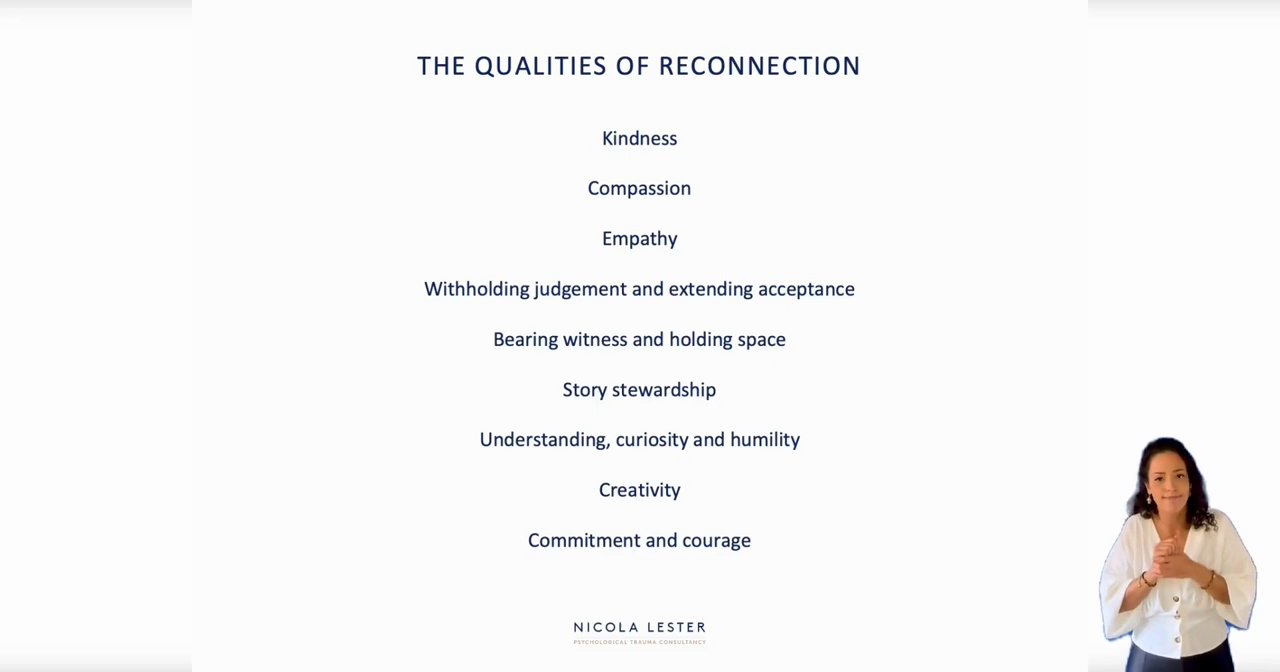 THE QUALITIES OF RECONNECTION
Kindness
Compassion
Empathy
Withholding judgement and extending acceptance
Bearing witness and holding space
Story stewardship
Understanding, curiosity and humility
Creativity
Commitment and courage
NICOLA LESTER
PSYCHOLOGICAL TRAUMA CONSULTANCY